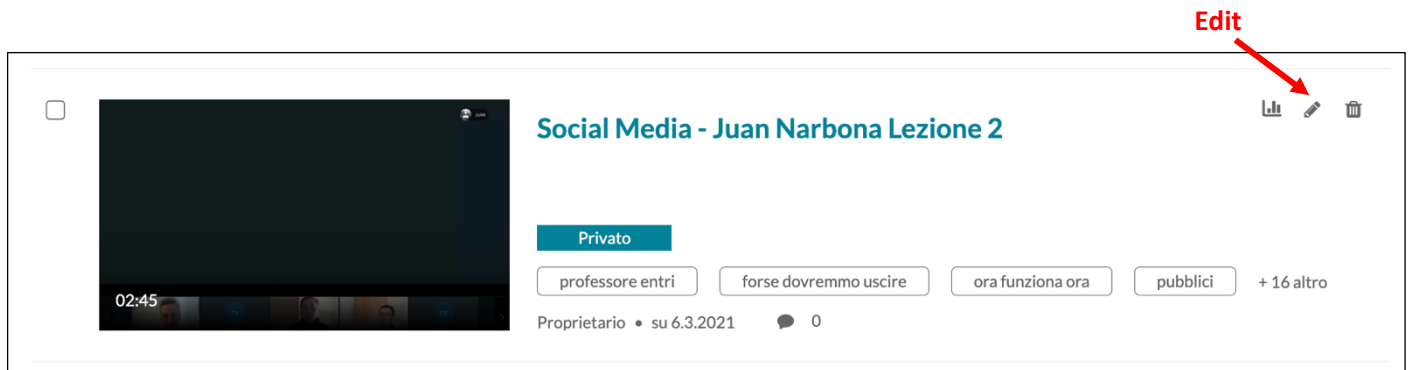 Edit
Social Media - Juan Narbona Lezione 2
Privato
professore entri forse dovremmo uscire ora funziona ora pubblici + 16 altro
02:45
Proprietario • su 6.3.2021 0